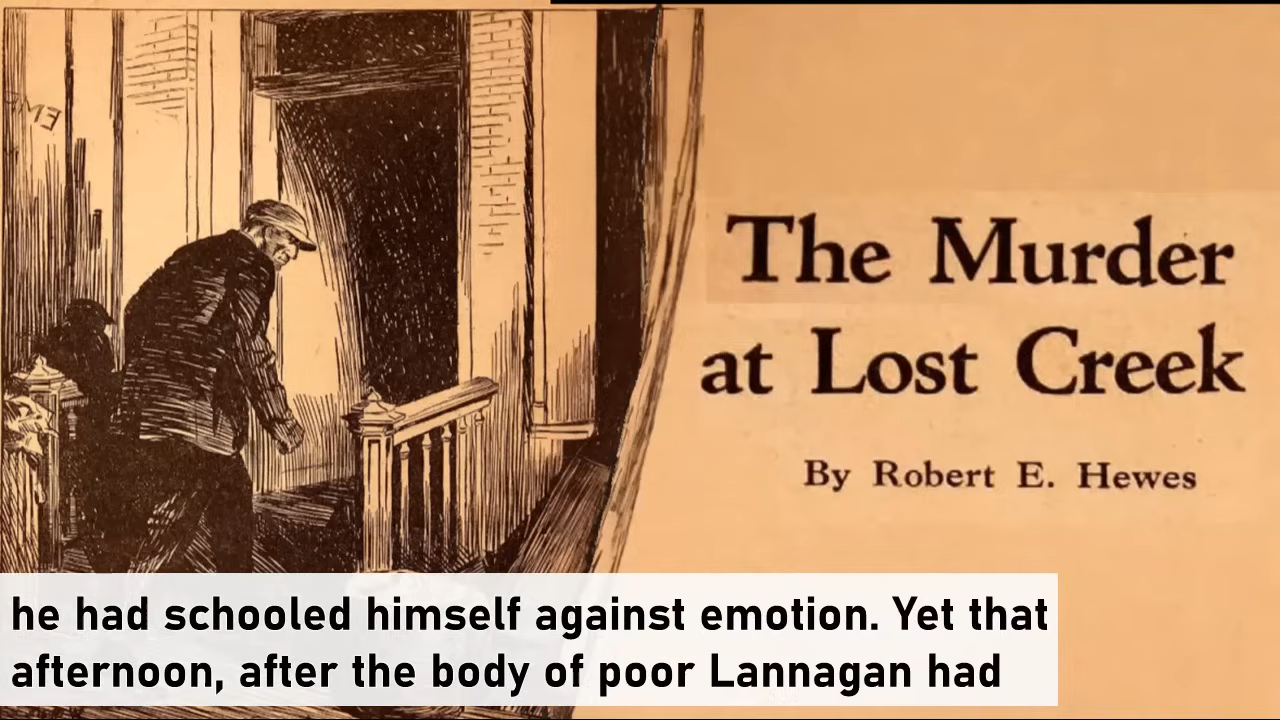 The Murder
at Lost Creek
By Robert E. Hewes
he had schooled himself against emotion. Yet that
afternoon, after the body of poor Lannagan had